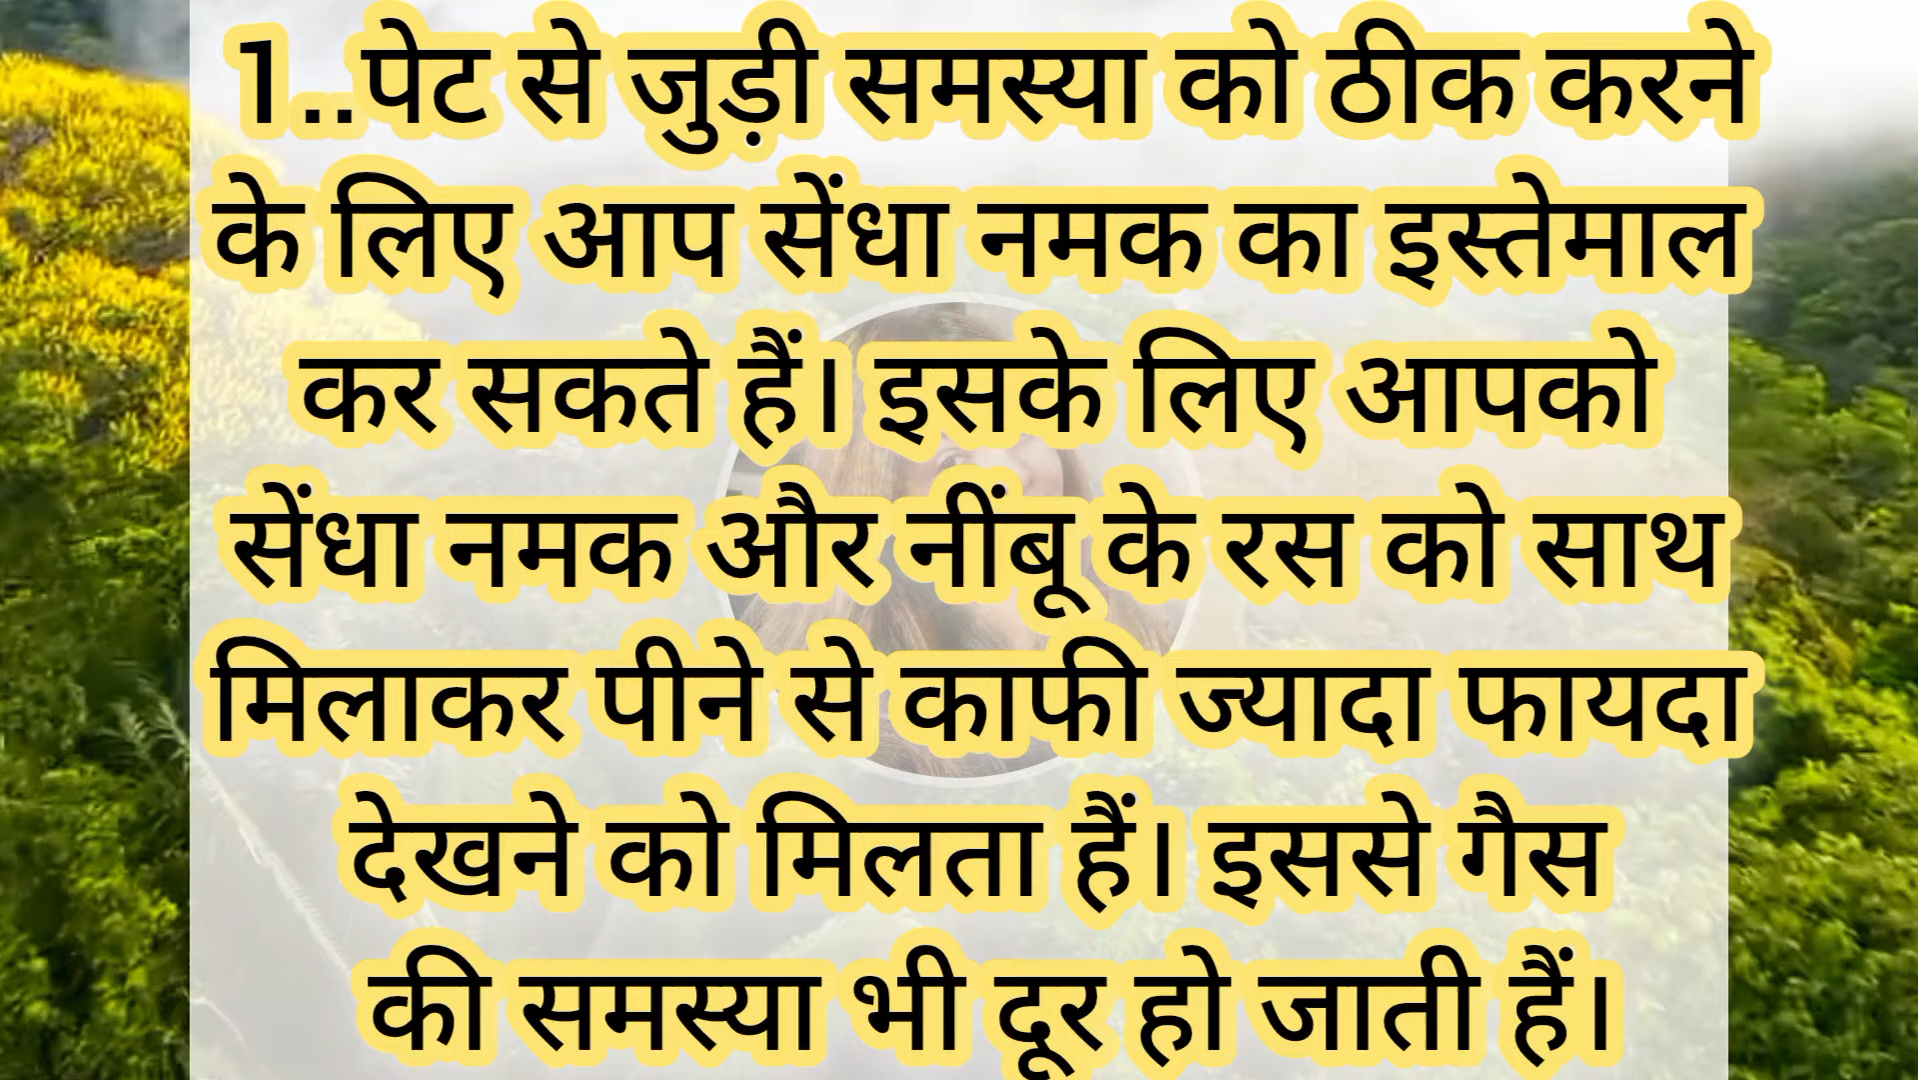 1..पेट से जुड़ी समस्या को ठीक करने
के लिए आप सेंधा नमक का इस्तेमाल
कर सकते हैं। इसके लिए आपको
सेंधा नमक और नींबू के रस को साथ
मिलाकर पीने से काफी ज्यादा फायदा
देखने को मिलता हैं। इससे गैस
की समस्या भी दूर हो जाती हैं।